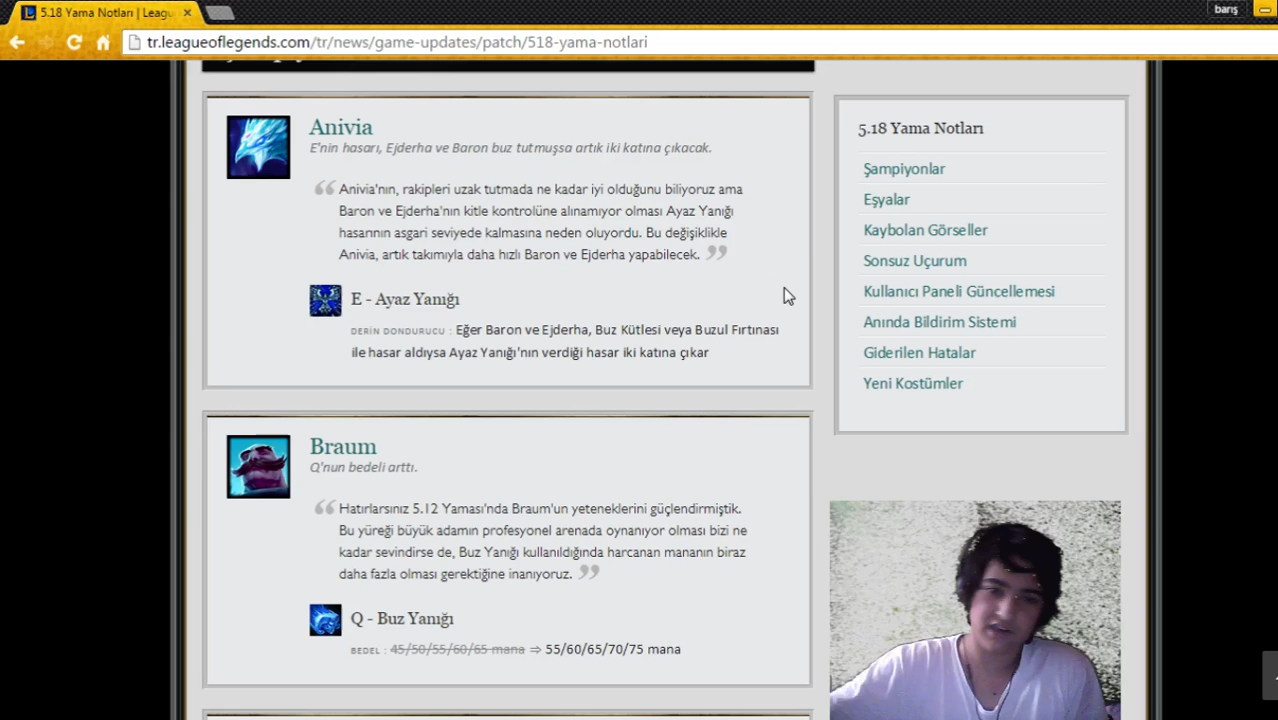 5.18 Yama Notları | Leagu
barış
tr.leagueoflegends.com/tr/news/game-updates/patch/518-yama-notlari
Anivia
E'nin hasarı, Ejderha ve Baron buz tutmuşsa artık iki katına çıkacak.
Anivia'nın, rakipleri uzak tutmada ne kadar iyi olduğunu biliyoruz ama
Baron ve Ejderha'nın kitle kontrolüne alınamıyor olması Ayaz Yanığı
hasarının asgari seviyede kalmasına neden oluyordu. Bu değişiklikle
Anivia, artık takımıyla daha hızlı Baron ve Ejderha yapabilecek.
E - Ayaz Yanığı
DERİN DONDURUCU : Eğer Baron ve Ejderha, Buz Kütlesi veya Buzul Fırtınası
ile hasar aldıysa Ayaz Yanığı'nın verdiği hasar iki katına çıkar
Braum
Q'nun bedeli arttı.
Hatırlarsınız 5.12 Yaması'nda Braum'un yeteneklerini güçlendirmiştik.
Bu yüreği büyük adamın profesyonel arenada oynanıyor olması bizi ne
kadar sevindirse de, Buz Yanığı kullanıldığında harcanan mananın biraz
daha fazla olması gerektiğine inanıyoruz.
Q - Buz Yanığı
BEDEL : 45/50/55/60/65 mana ⇒ 55/60/65/70/75 mana
5.18 Yama Notları
Şampiyonlar
Eşyalar
Kaybolan Görseller
Sonsuz Uçurum
Kullanıcı Paneli Güncellemesi
Anında Bildirim Sistemi
Giderilen Hatalar
Yeni Kostümler